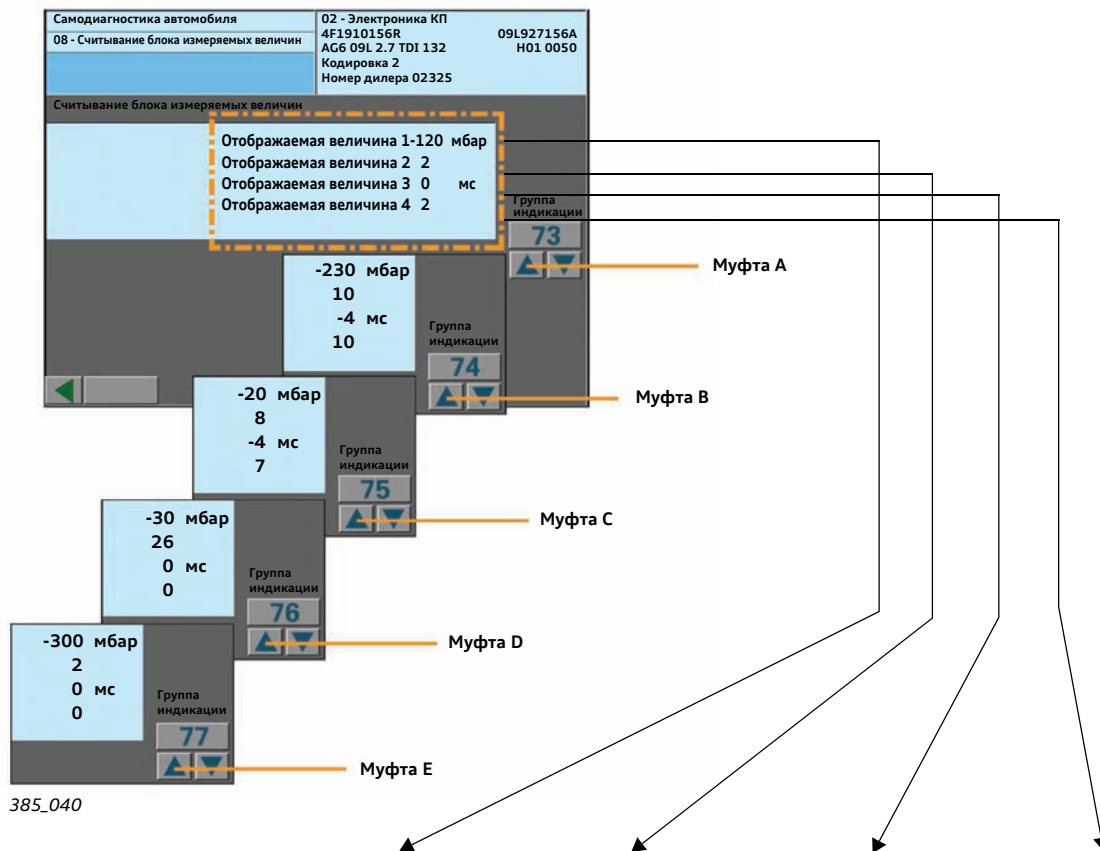 Самодиагностика автомобиля
08 - Считывание блока измеряемых величин
02 - Электроника КП
4F1910156R 09L927156A
AG6 09L 2.7 TDI 132 H01 0050
Кодировка 2
Номер дилера 02325
Считывание блока измеряемых величин
Отображаемая величина 1-120 мбар
Отображаемая величина 2 2
Отображаемая величина 3 0 мс
Отображаемая величина 4 2
Группа
индикации
73
Муфта A
-230 мбар
10
-4 мс
10
Группа
индикации
74
Муфта B
-20 мбар
8
-4 мс
7
Группа
индикации
75
Муфта C
-30 мбар
26
0 мс
0
Группа
индикации
76
Муфта D
-300 мбар
2
0 мс
0
Группа
индикации
77
Муфта E
385_040